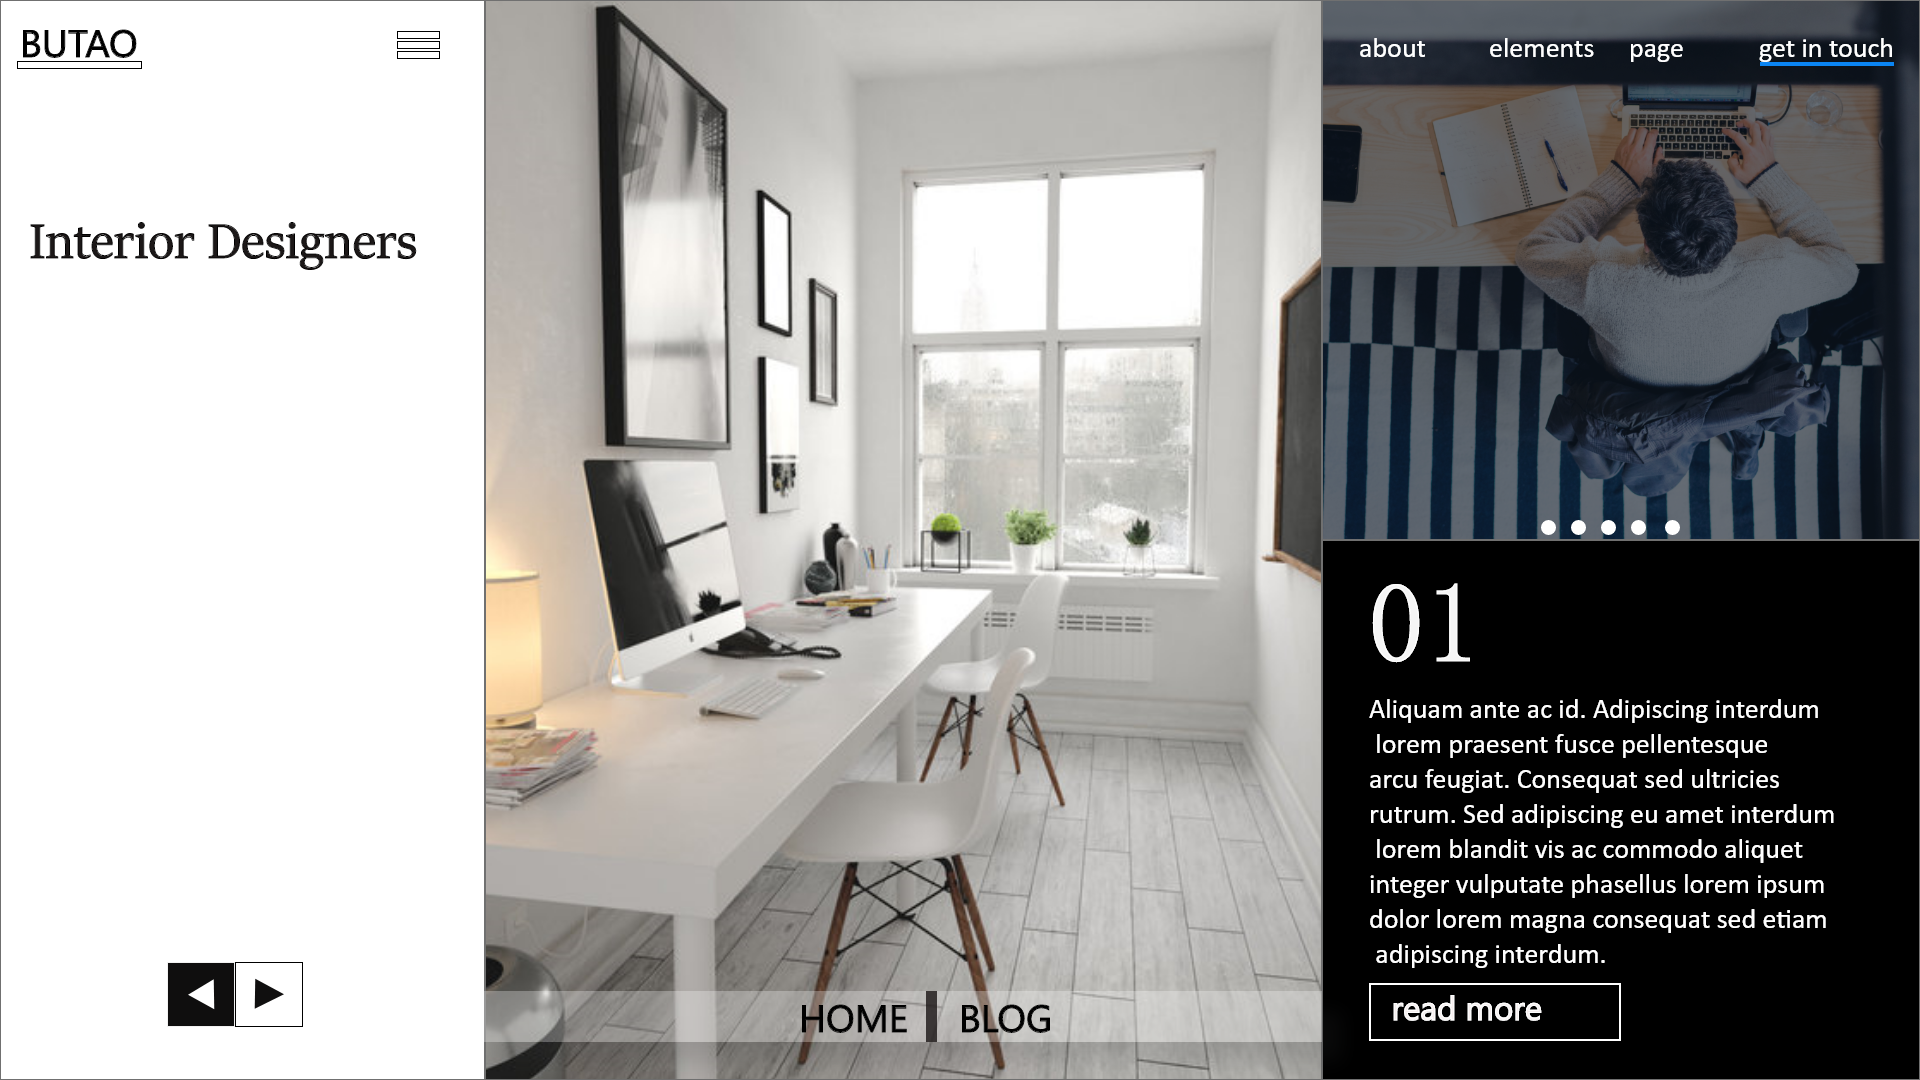 BUTAO
Interior Designers
HOME
BLOG
about
elements
page
get in touch
01
Aliquam ante ac id. Adipiscing interdum
lorem praesent fusce pellentesque
arcu feugiat. Consequat sed ultricies
rutrum. Sed adipiscing eu amet interdum
lorem blandit vis ac commodo aliquet
integer vulputate phasellus lorem ipsum
dolor lorem magna consequat sed etiam
adipiscing interdum.
read more